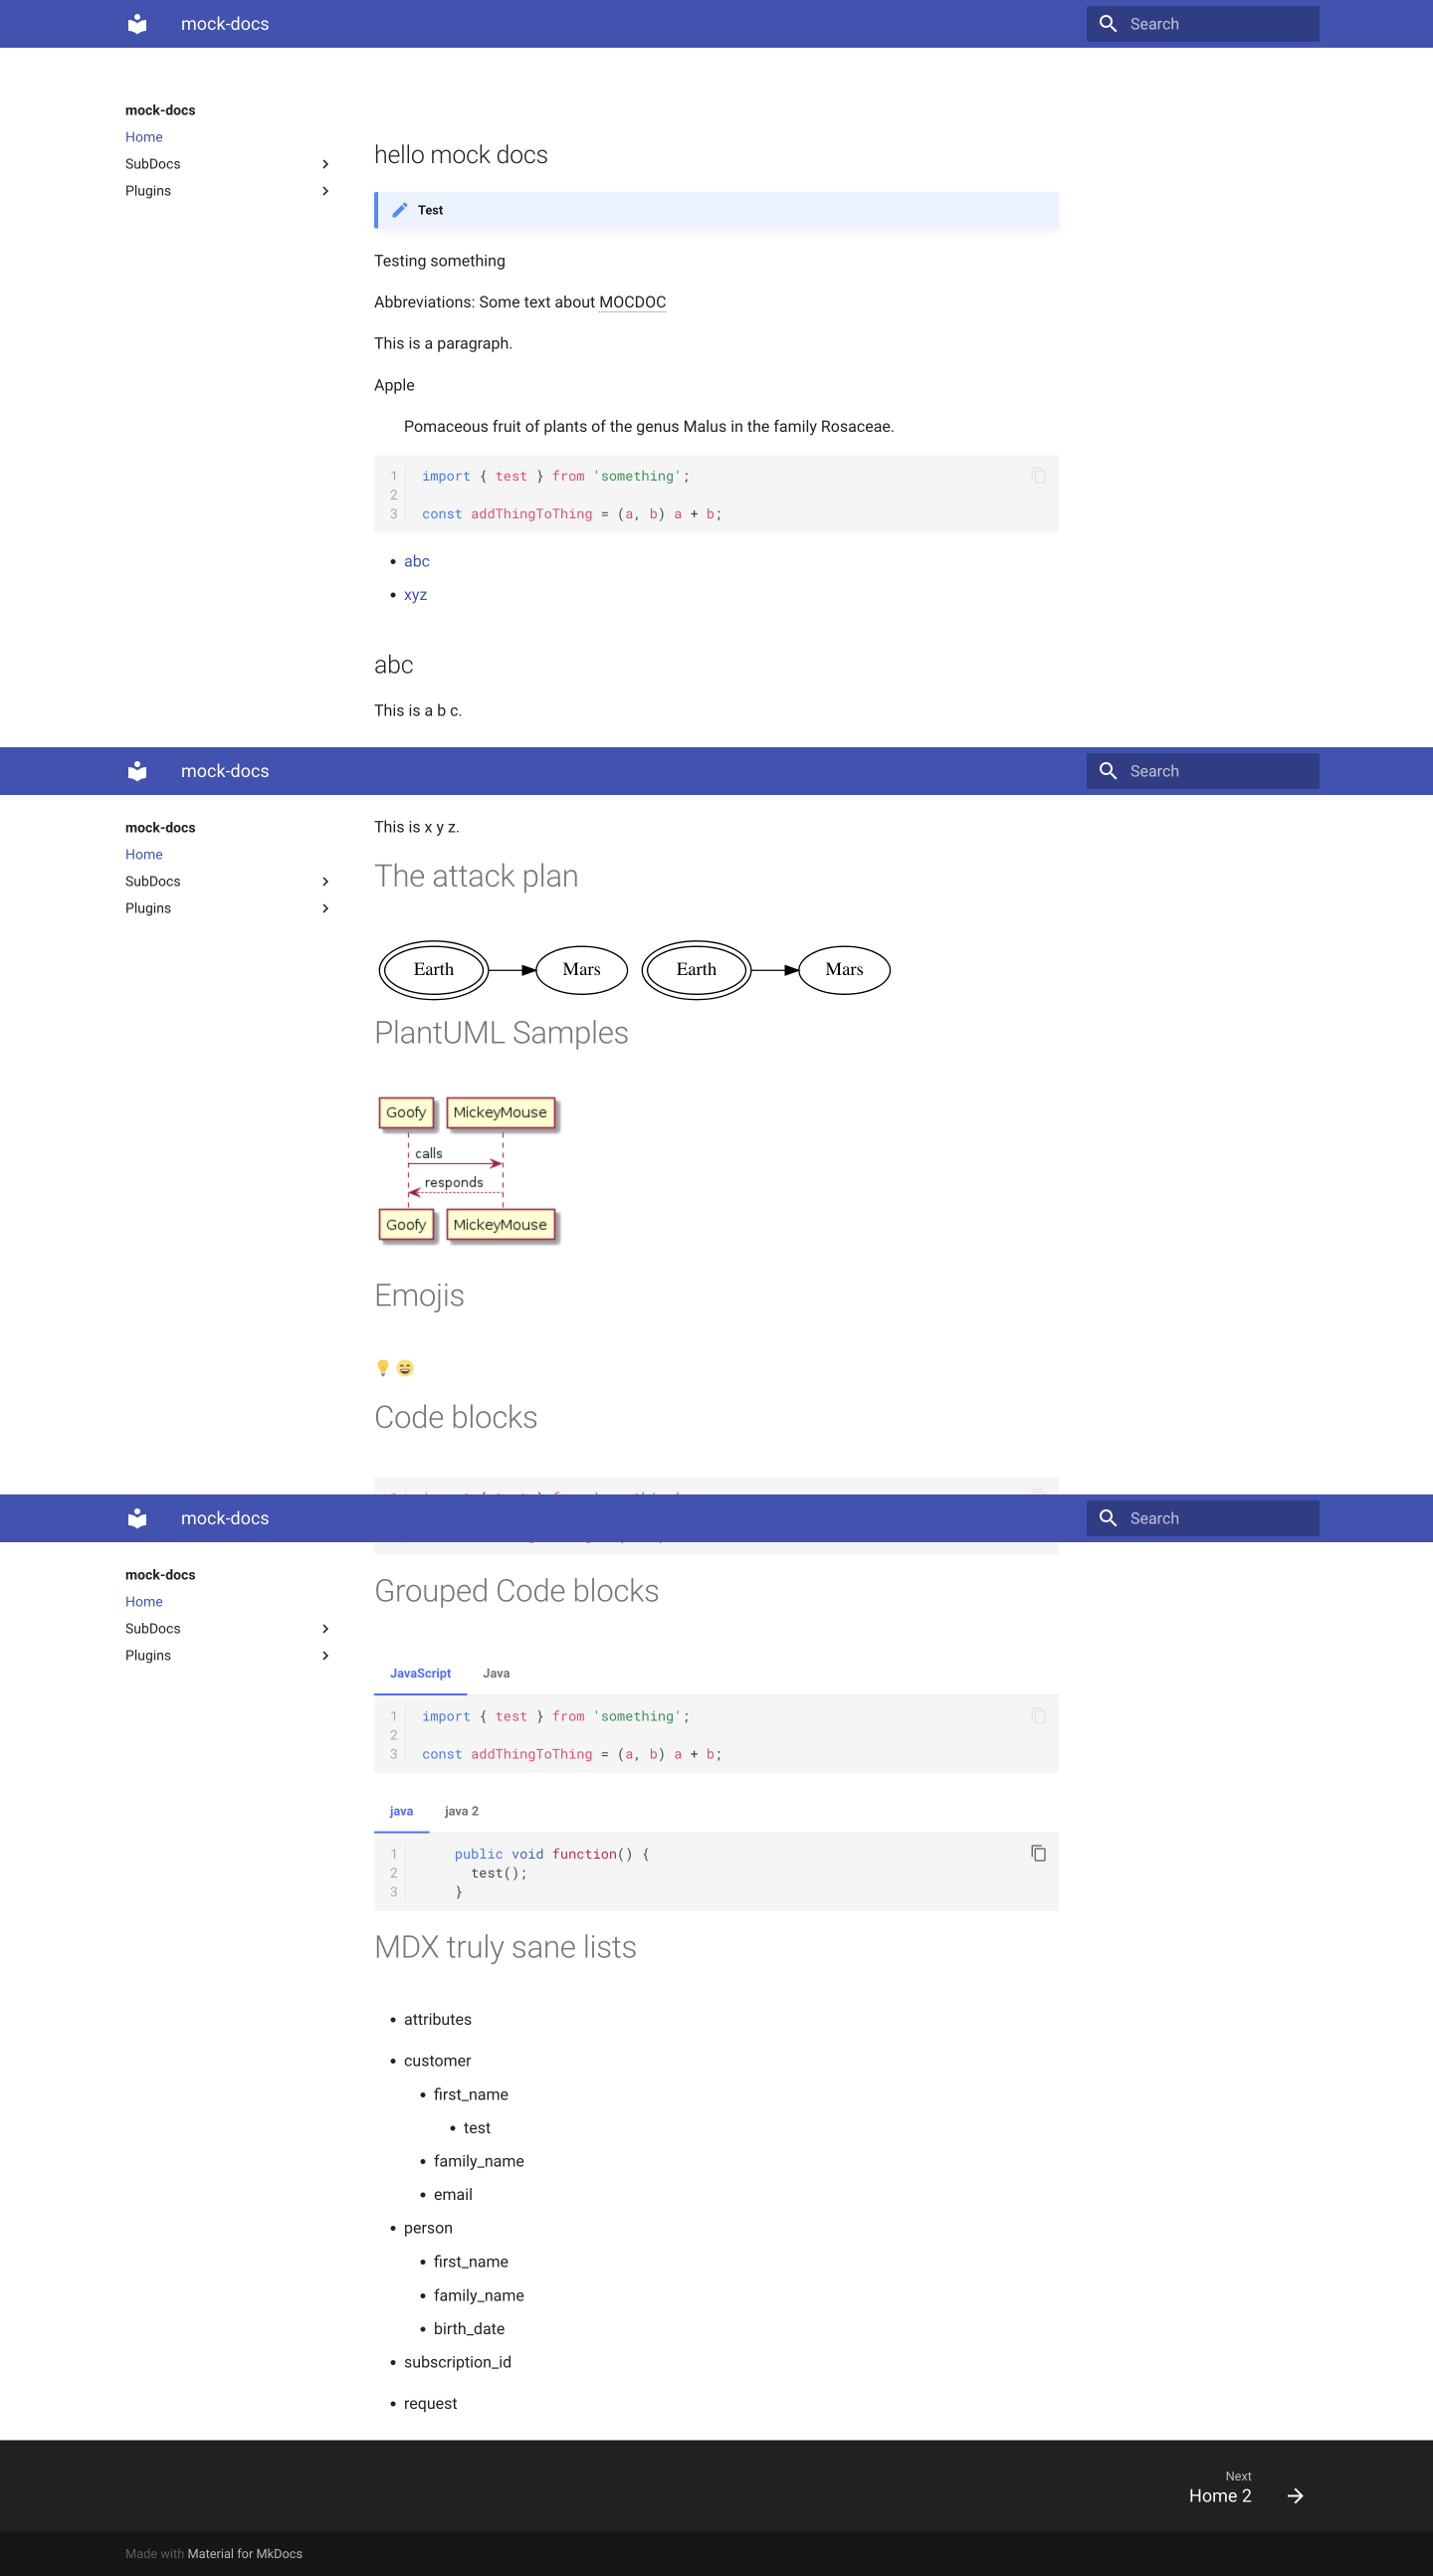 mock-docs
Search
mock-docs
Home
SubDocs
Plugins
hello mock docs
Test
Testing something
Abbreviations: Some text about MOCDOC
This is a paragraph.
Apple
Pomaceous fruit of plants of the genus Malus in the family Rosaceae.
1 import { test } from 'something';
2
3 const addThingToThing = (a, b) a + b;
abc
xyz
abc
This is a b c.
mock-docs
Search
mock-docs
Home
SubDocs
Plugins
This is x y z.
The attack plan
Earth Mars Earth Mars
PlantUML Samples
Goofy MickeyMouse
calls
responds
Goofy MickeyMouse
Emojis
💡 😄
Code blocks
mock-docs
Search
mock-docs
Home
SubDocs
Plugins
Grouped Code blocks
JavaScript Java
1 import { test } from 'something';
2
3 const addThingToThing = (a, b) a + b;
java java 2
1     public void function() {
2       test();
3     }
MDX truly sane lists
attributes
customer
first_name
test
family_name
email
person
first_name
family_name
birth_date
subscription_id
request
Next
Home 2
Made with Material for MkDocs